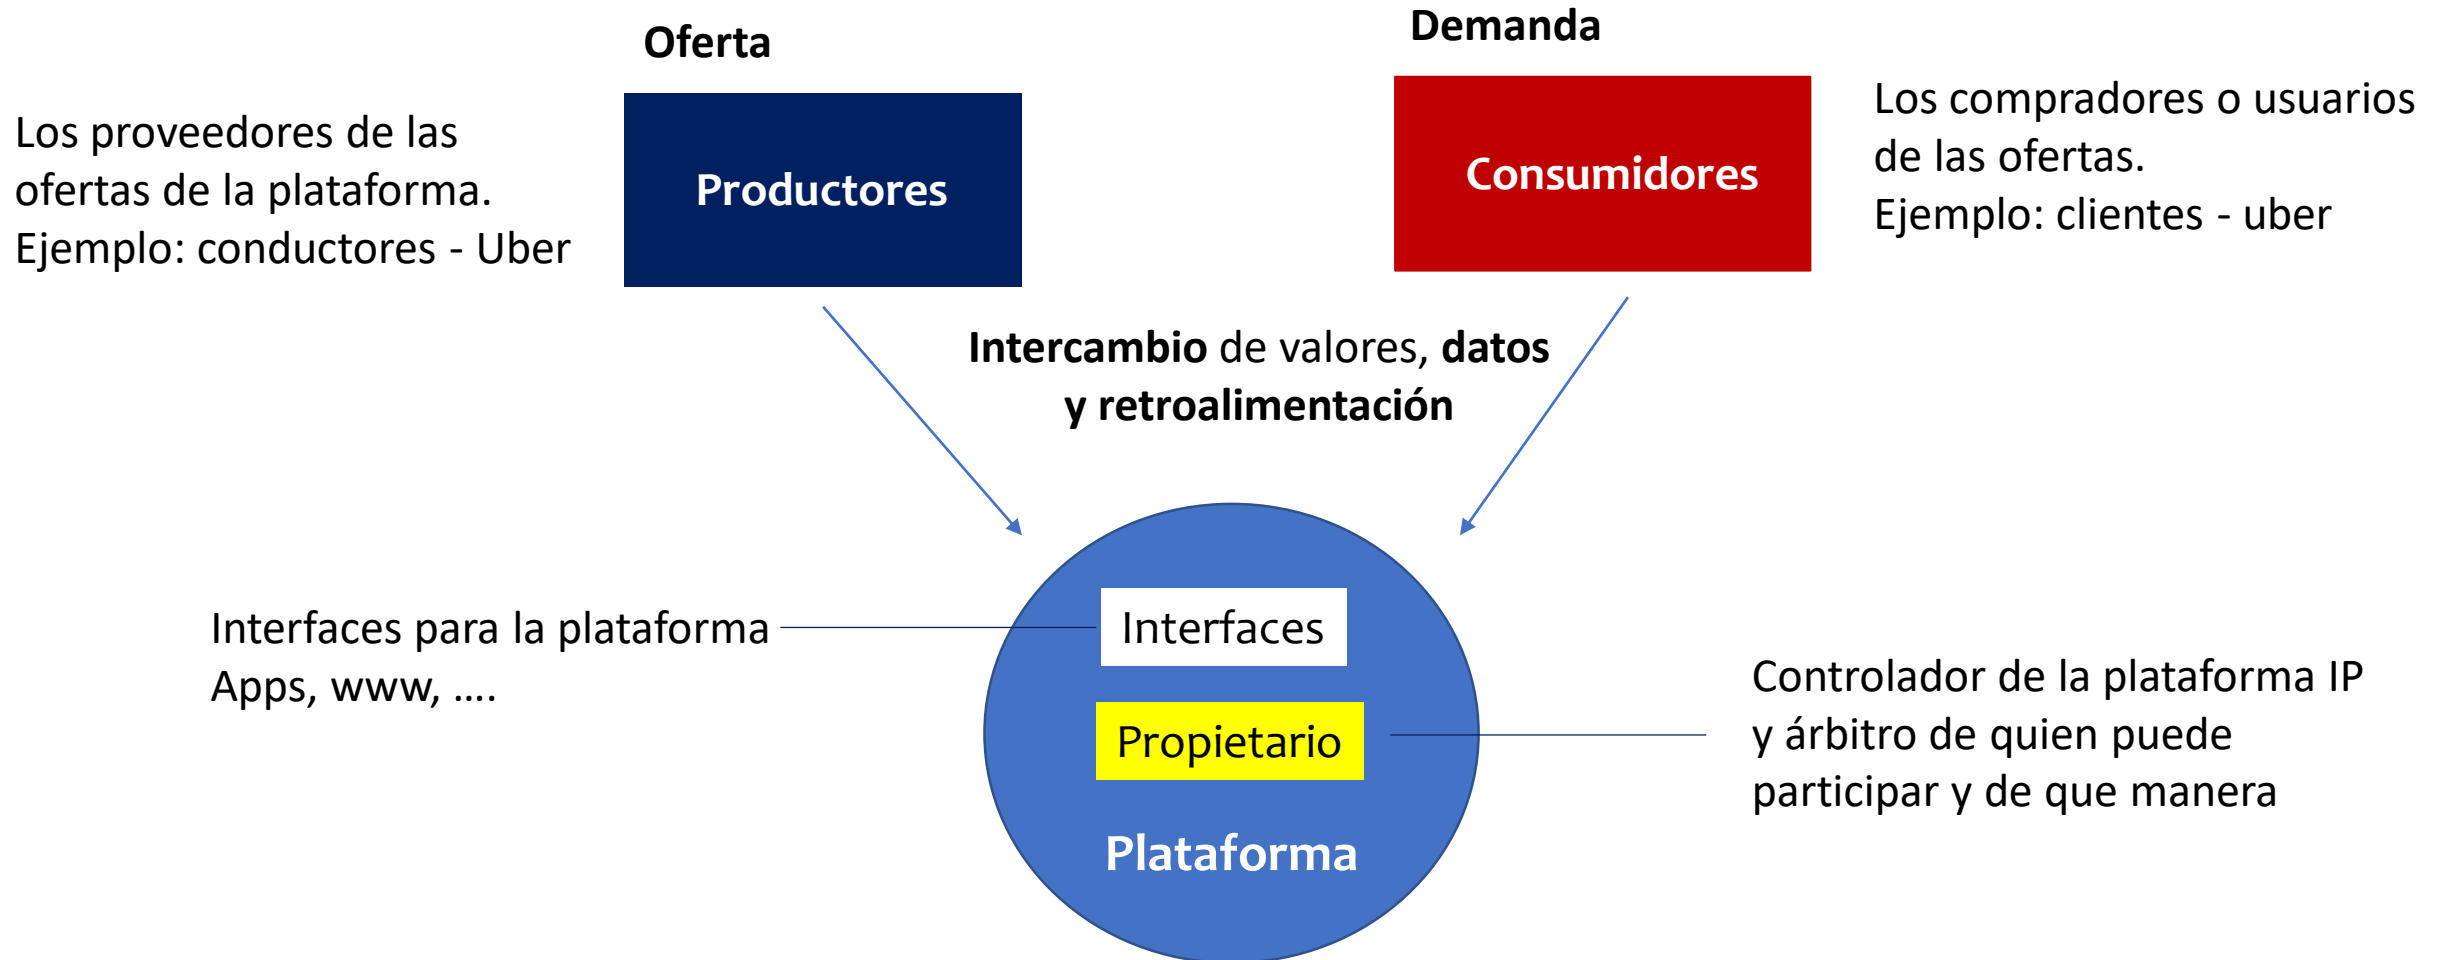 Oferta
Demanda
Los proveedores de las
ofertas de la plataforma.
Ejemplo: conductores - Uber
Productores
Consumidores
Los compradores o usuarios
de las ofertas.
Ejemplo: clientes - uber
Intercambio de valores, datos
y retroalimentación
Interfaces para la plataforma
Apps, www, ....
Interfaces
Propietario
Plataforma
Controlador de la plataforma IP
y árbitro de quien puede
participar y de que manera